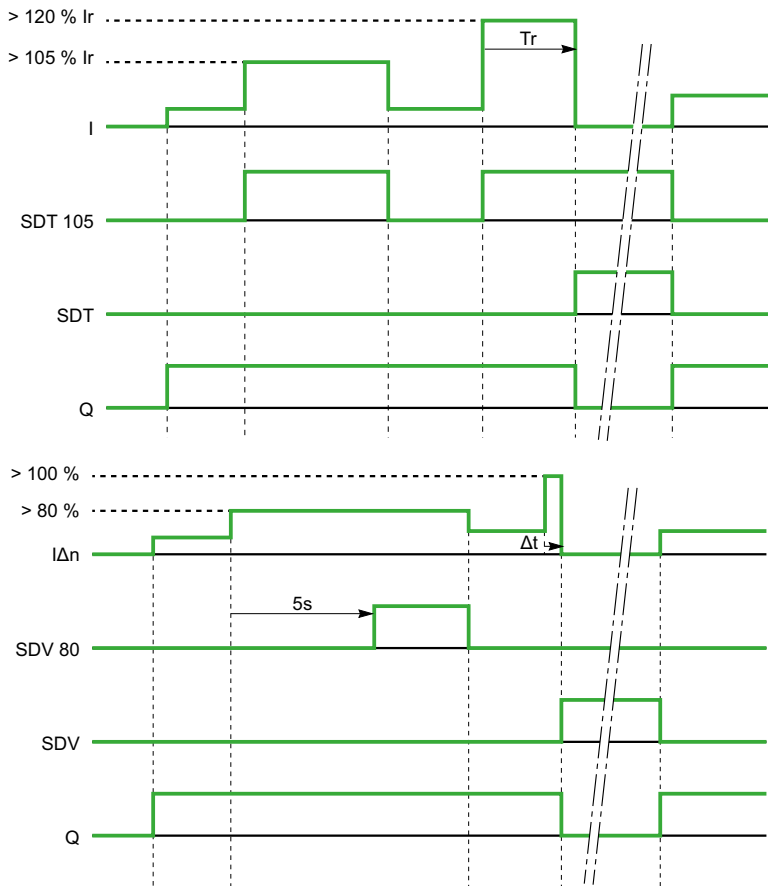 > 120 % Ir
Tr
> 105 % Ir
I
SDT 105
SDT
Q
> 100 %
> 80 %
Δt
IΔn
5s
SDV 80
SDV
Q